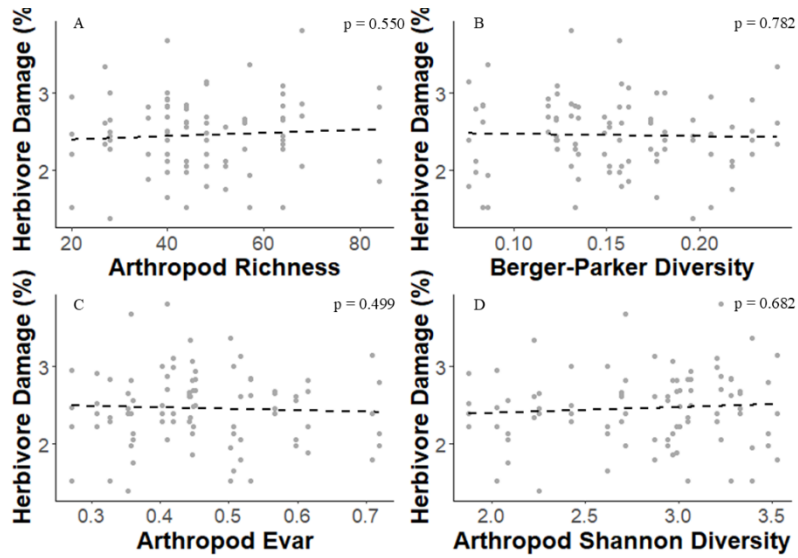 A
p = 0.550
Herbivore Damage (%
3
2
20
40
60
80
Arthropod Richness
B
p = 0.782
Herbivore Damage (%
3
2
0.10
0.15
0.20
Berger-Parker Diversity
C
p = 0.499
Herbivore Damage (%)
3
2
0.3
0.4
0.5
0.6
0.7
Arthropod Evar
D
p = 0.682
Herbivore Damage (%)
3
2
2.0
2.5
3.0
3.5
Arthropod Shannon Diversity